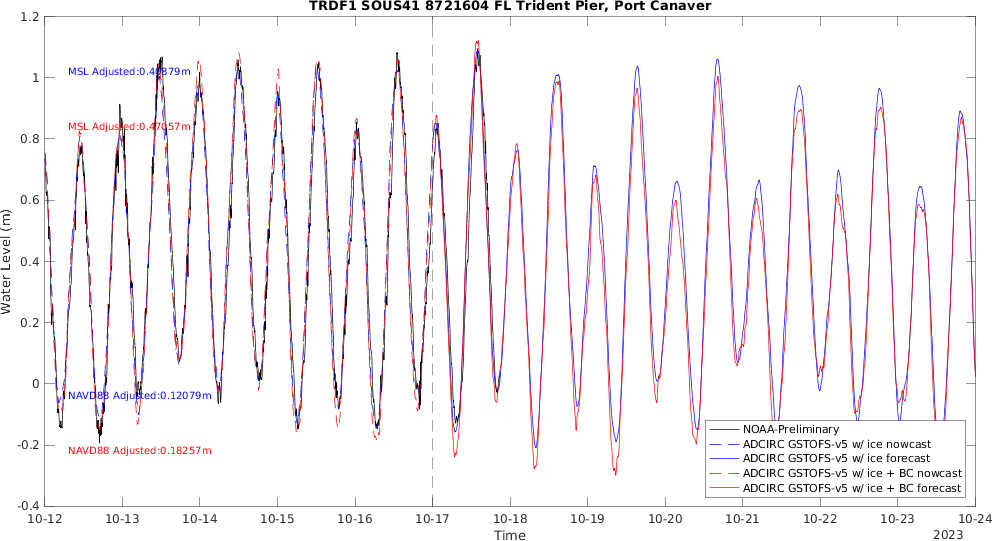 TRDF1 SOUS41 8721604 FL Trident Pier, Port Canaver
1.2
1
0.8
0.6
0.4
0.2
0
-0.2
-0.4
Water Level (m)
MSL Adjusted:0.40379m
MSL Adjusted:0.47057m
NAVD88 Adjusted:0.12079m
NAVD88 Adjusted:0.18257m
NOAA-Preliminary
ADCIRC GSTOFS-v5 w/ ice nowcast
ADCIRC GSTOFS-v5 w/ ice forecast
ADCIRC GSTOFS-v5 w/ ice + BC nowcast
ADCIRC GSTOFS-v5 w/ ice + BC forecast
10-12 10-13 10-14 10-15 10-16 10-17 10-18 10-19 10-20 10-21 10-22 10-23 10-24
Time
2023